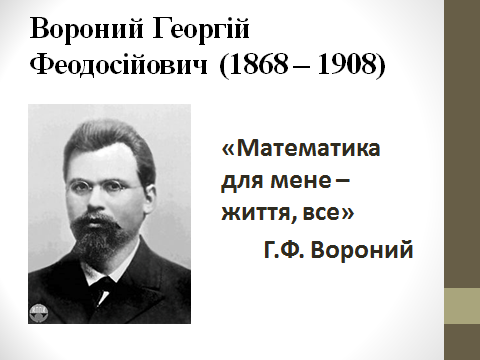 Вороний Георгій
Феодосійович (1868 – 1908)
«Математика
для мене –
життя, все»
Г.Ф. Вороний